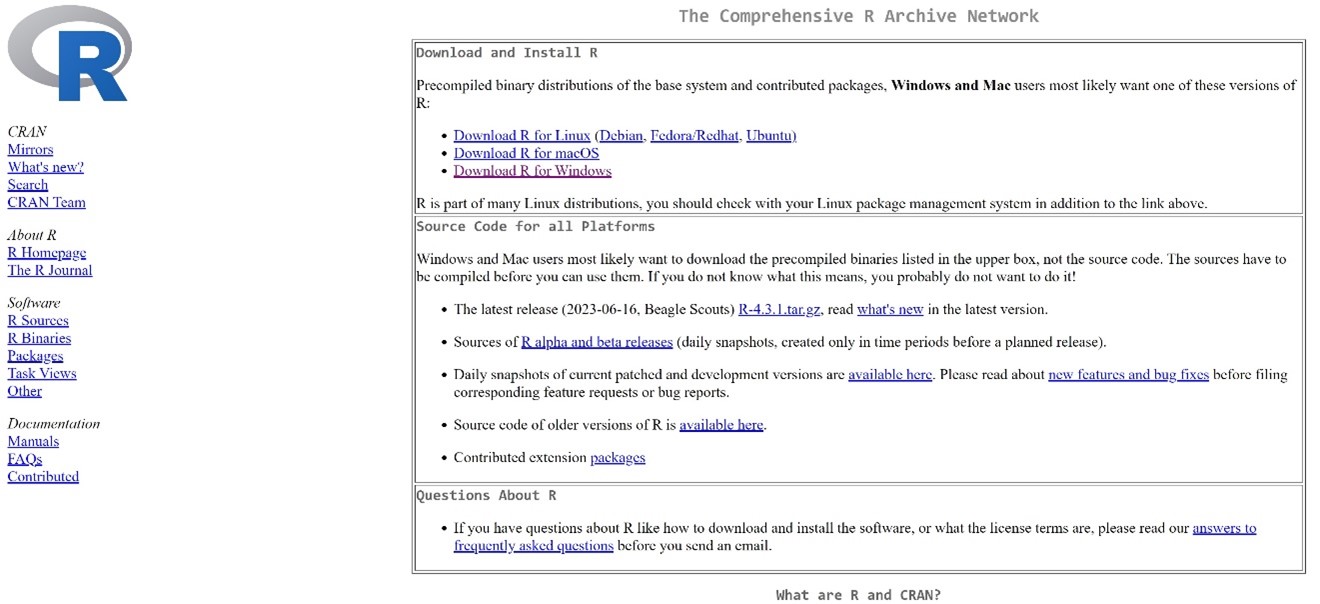 R
CRAN
Mirrors
What's new?
Search
CRAN Team
About R
R Homepage
The R Journal
Software
R Sources
R Binaries
Packages
Task Views
Other
Documentation
Manuals
FAQs
Contributed
The Comprehensive R Archive Network
Download and Install R
Precompiled binary distributions of the base system and contributed packages, Windows and Mac users most likely want one of these versions of
R:
• Download R for Linux (Debian, Fedora/Redhat, Ubuntu)
• Download R for macOS
• Download R for Windows
R is part of many Linux distributions, you should check with your Linux package management system in addition to the link above.
Source Code for all Platforms
Windows and Mac users most likely want to download the precompiled binaries listed in the upper box, not the source code. The sources have to
be compiled before you can use them. If you do not know what this means, you probably do not want to do it!
• The latest release (2023-06-16, Beagle Scouts) R-4.3.1.tar.gz, read what's new in the latest version.
• Sources of R alpha and beta releases (daily snapshots, created only in time periods before a planned release).
• Daily snapshots of current patched and development versions are available here. Please read about new features and bug fixes before filing
corresponding feature requests or bug reports.
• Source code of older versions of R is available here.
• Contributed extension packages
Questions About R
• If you have questions about R like how to download and install the software, or what the license terms are, please read our answers to
frequently asked questions before you send an email.
What are R and CRAN?